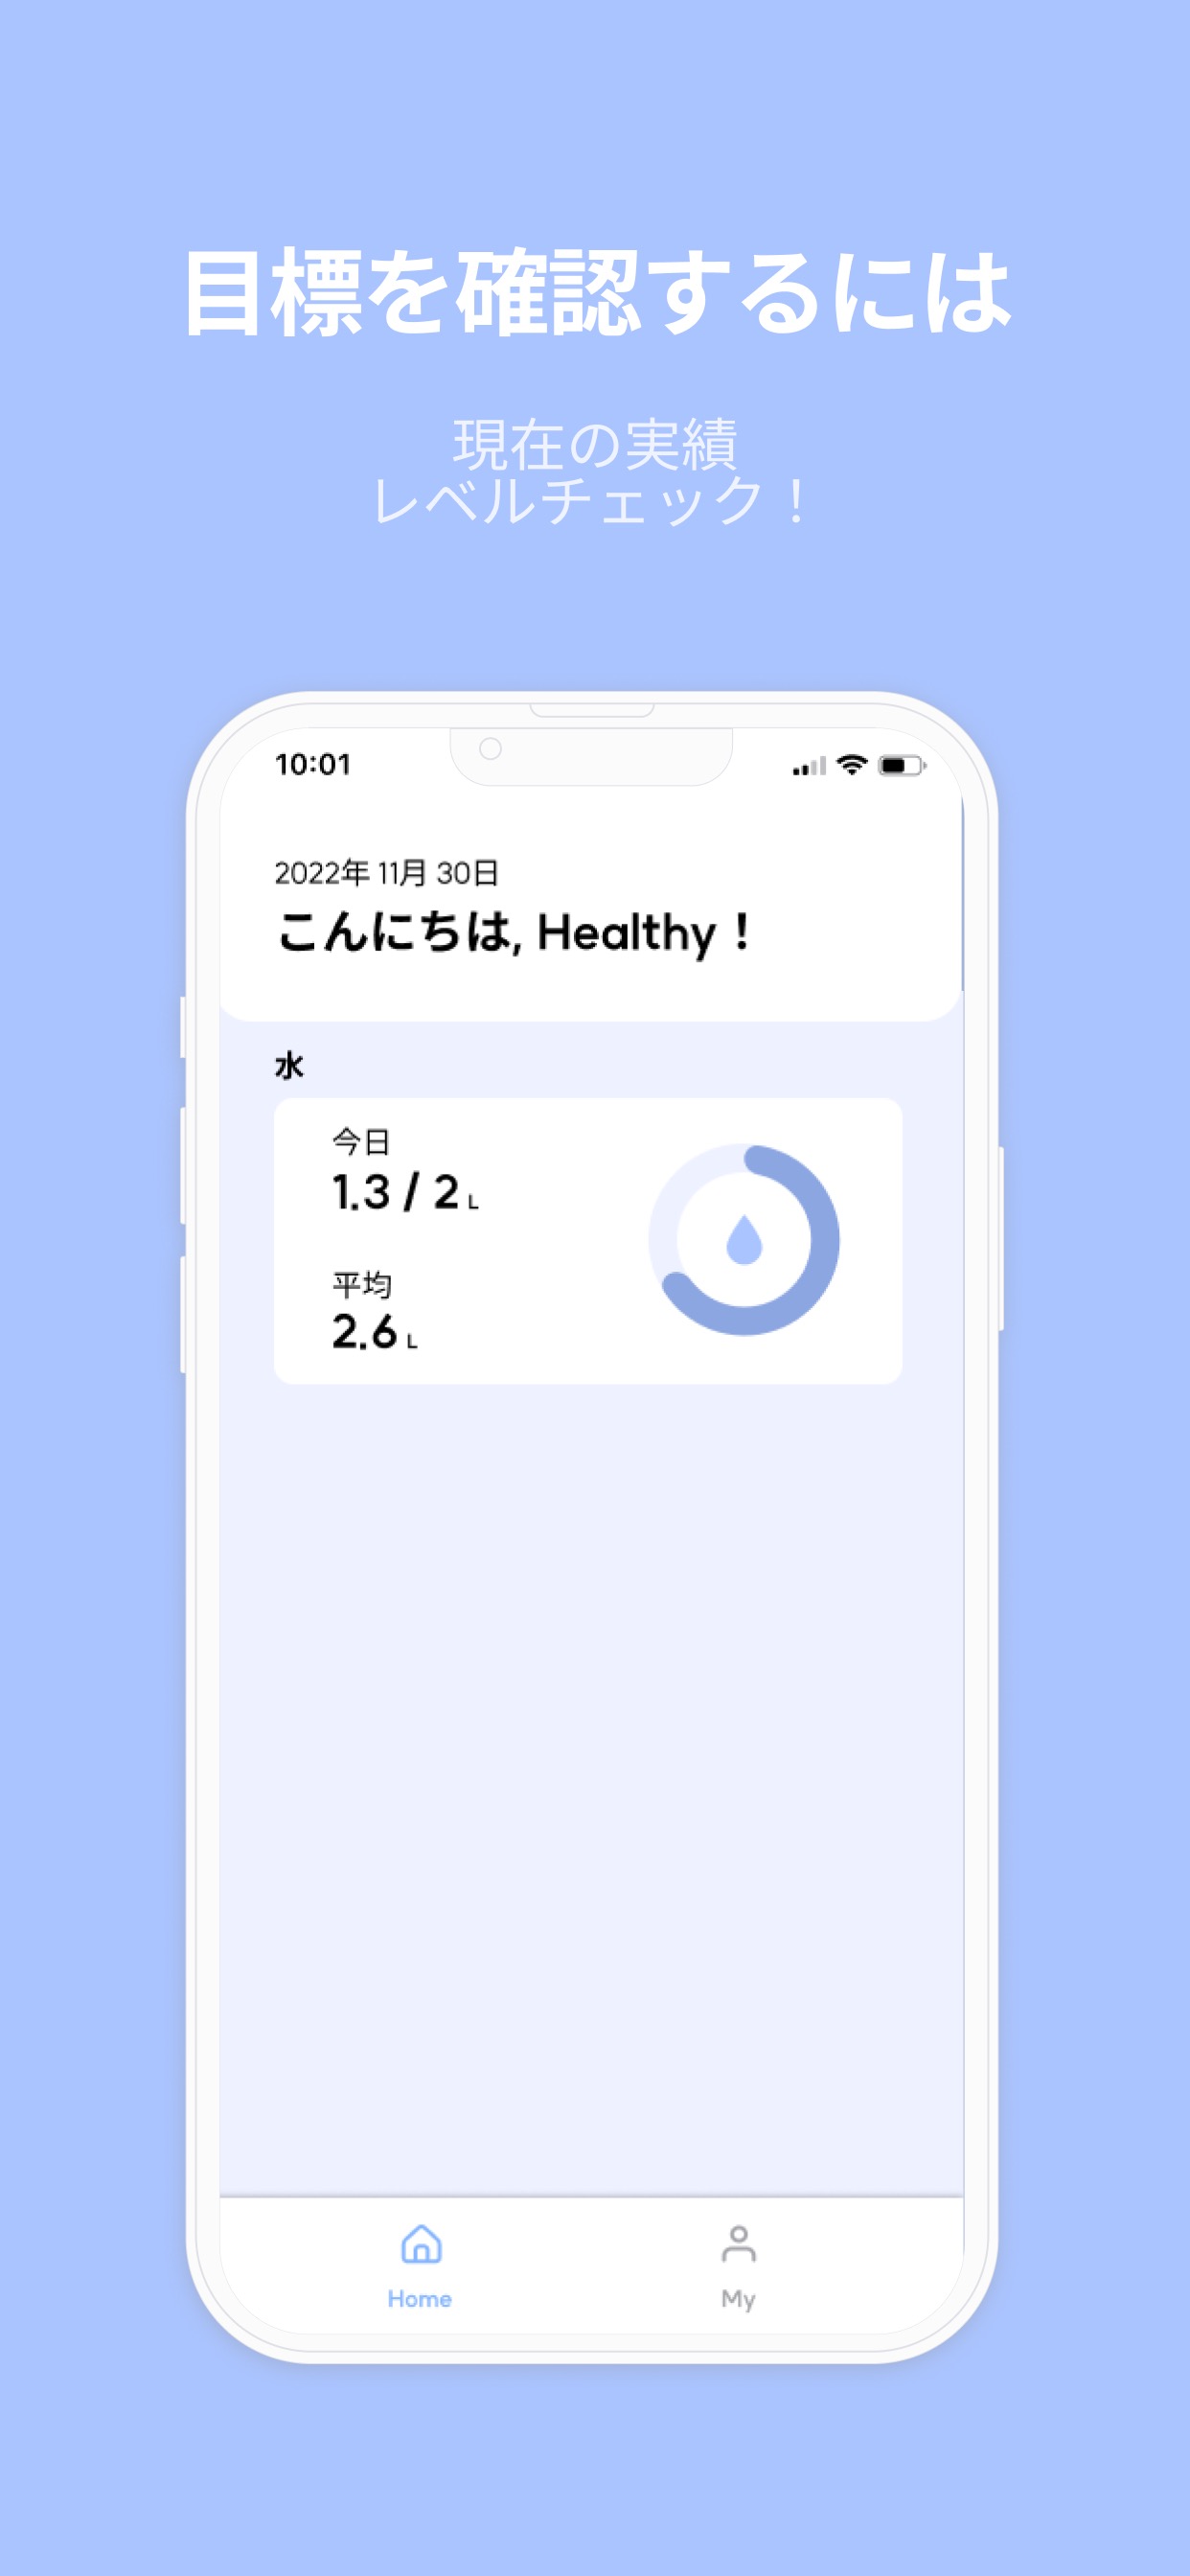 目標を確認するには
現在の実績
レベルチェック！
10:01
2022年 11月 30日
こんにちは, Healthy！
水
今日
1.3 / 2 L
平均
2.6 L
Home
My